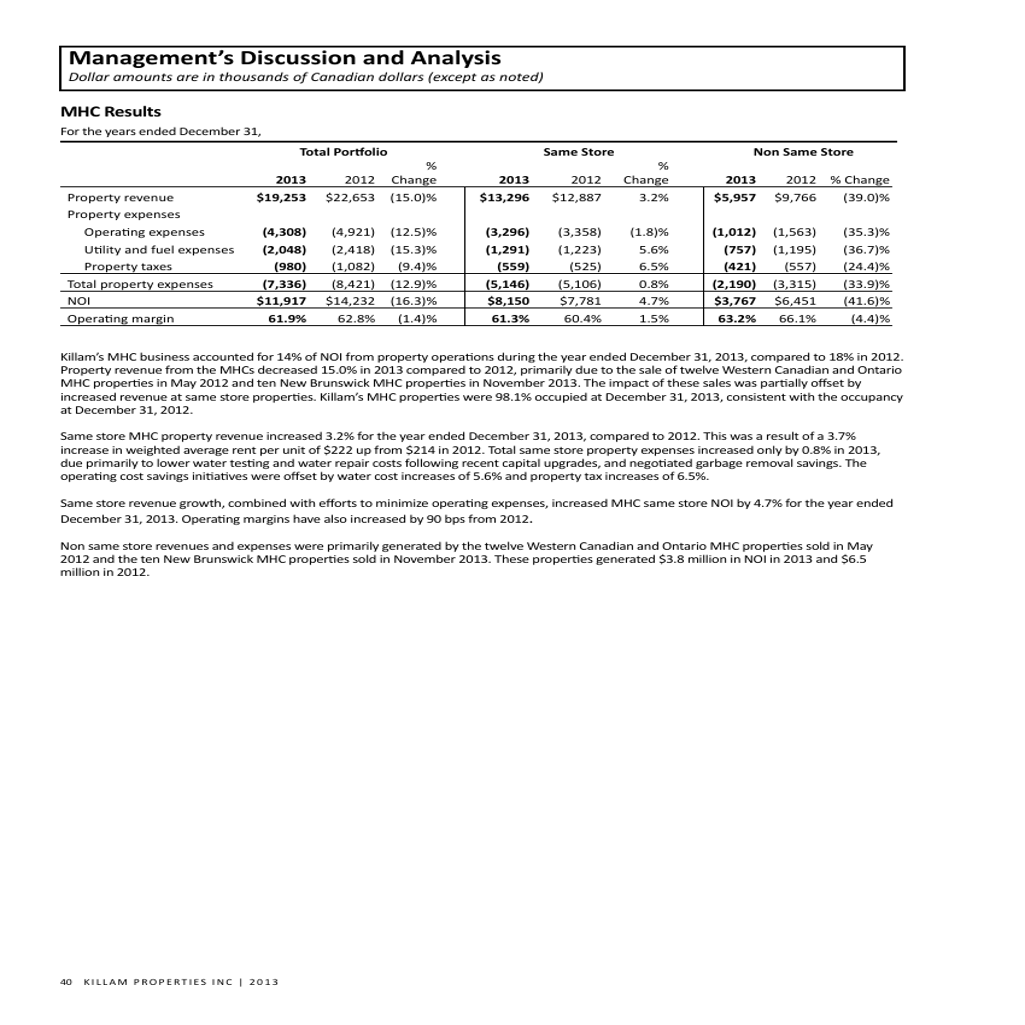 Management's Discussion and Analysis
Dollar amounts are in thousands of Canadian dollars (except as noted)
MHC Results
For the years ended December 31,
Total Portfolio Same Store Non Same Store
% %
2013 2012 Change 2013 2012 Change 2013 2012 % Change
Property revenue $19,253 $22,653 (15.0)% $13,296 $12,887 3.2% $5,957 $9,766 (39.0)%
Property expenses
Operating expenses (4,308) (4,921) (12.5)% (3,296) (3,358) (1.8)% (1,012) (1,563) (35.3)%
Utility and fuel expenses (2,048) (2,418) (15.3)% (1,291) (1,223) 5.6% (757) (1,195) (36.7)%
Property taxes (980) (1,082) (9.4)% (559) (525) 6.5% (421) (557) (24.4)%
Total property expenses (7,336) (8,421) (12.9)% (5,146) (5,106) 0.8% (2,190) (3,315) (33.9)%
NOI $11,917 $14,232 (16.3)% $8,150 $7,781 4.7% $3,767 $6,451 (41.6)%
Operating margin 61.9% 62.8% (1.4)% 61.3% 60.4% 1.5% 63.2% 66.1% (4.4)%
Killam's MHC business accounted for 14% of NOI from property operations during the year ended December 31, 2013, compared to 18% in 2012.
Property revenue from the MHCs decreased 15.0% in 2013 compared to 2012, primarily due to the sale of twelve Western Canadian and Ontario
MHC properties in May 2012 and ten New Brunswick MHC properties in November 2013. The impact of these sales was partially offset by
increased revenue at same store properties. Killam's MHC properties were 98.1% occupied at December 31, 2013, consistent with the occupancy
at December 31, 2012.
Same store MHC property revenue increased 3.2% for the year ended December 31, 2013, compared to 2012. This was a result of a 3.7%
increase in weighted average rent per unit of $222 up from $214 in 2012. Total same store property expenses increased only by 0.8% in 2013,
due primarily to lower water testing and water repair costs following recent capital upgrades, and negotiated garbage removal savings. The
operating cost savings initiatives were offset by water cost increases of 5.6% and property tax increases of 6.5%.
Same store revenue growth, combined with efforts to minimize operating expenses, increased MHC same store NOI by 4.7% for the year ended
December 31, 2013. Operating margins have also increased by 90 bps from 2012.
Non same store revenues and expenses were primarily generated by the twelve Western Canadian and Ontario MHC properties sold in May
2012 and the ten New Brunswick MHC properties sold in November 2013. These properties generated $3.8 million in NOI in 2013 and $6.5
million in 2012.
40 KILLAM PROPERTIES INC | 2013